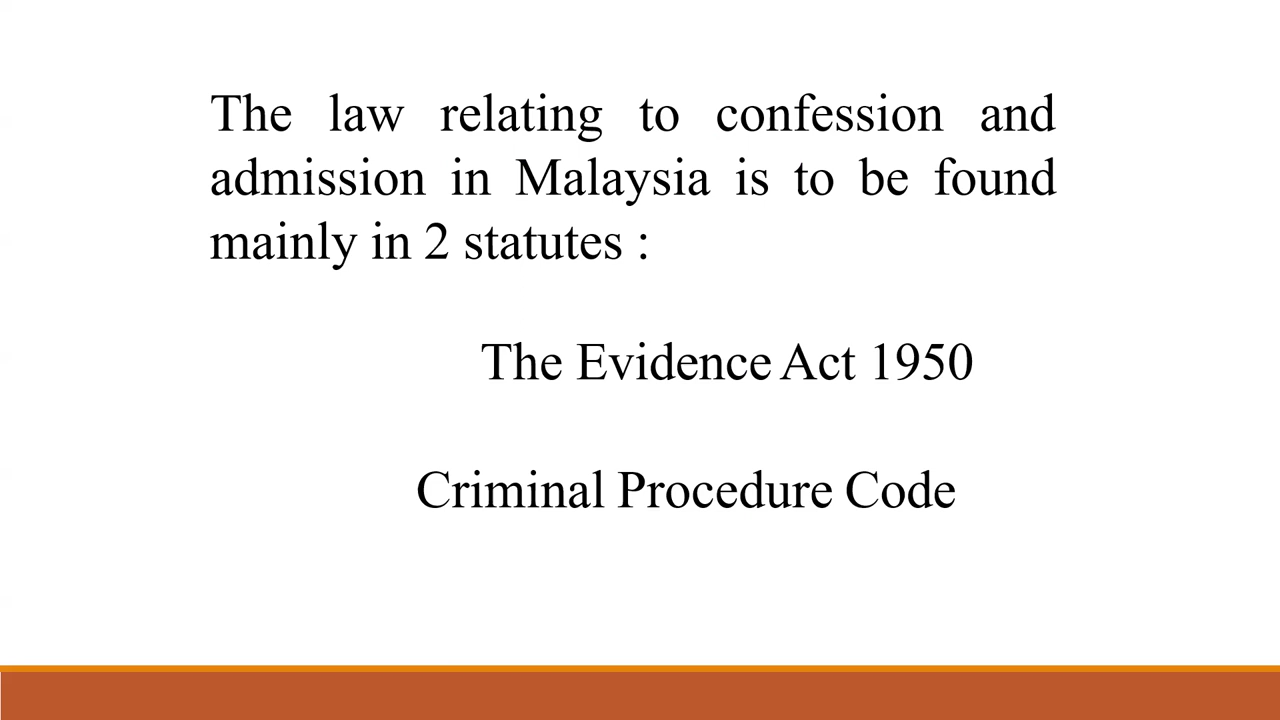 The law relating to confession and
admission in Malaysia is to be found
mainly in 2 statutes :
The Evidence Act 1950
Criminal Procedure Code